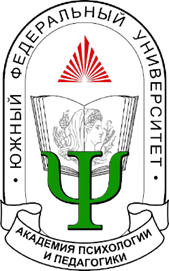 · ЮЖНЫЙ ФЕДЕРАЛЬНЫЙ УНИВЕРСИТЕТ ·
Ψ
АКАДЕМИЯ ПСИХОЛОГИИ
И ПЕДАГОГИКИ